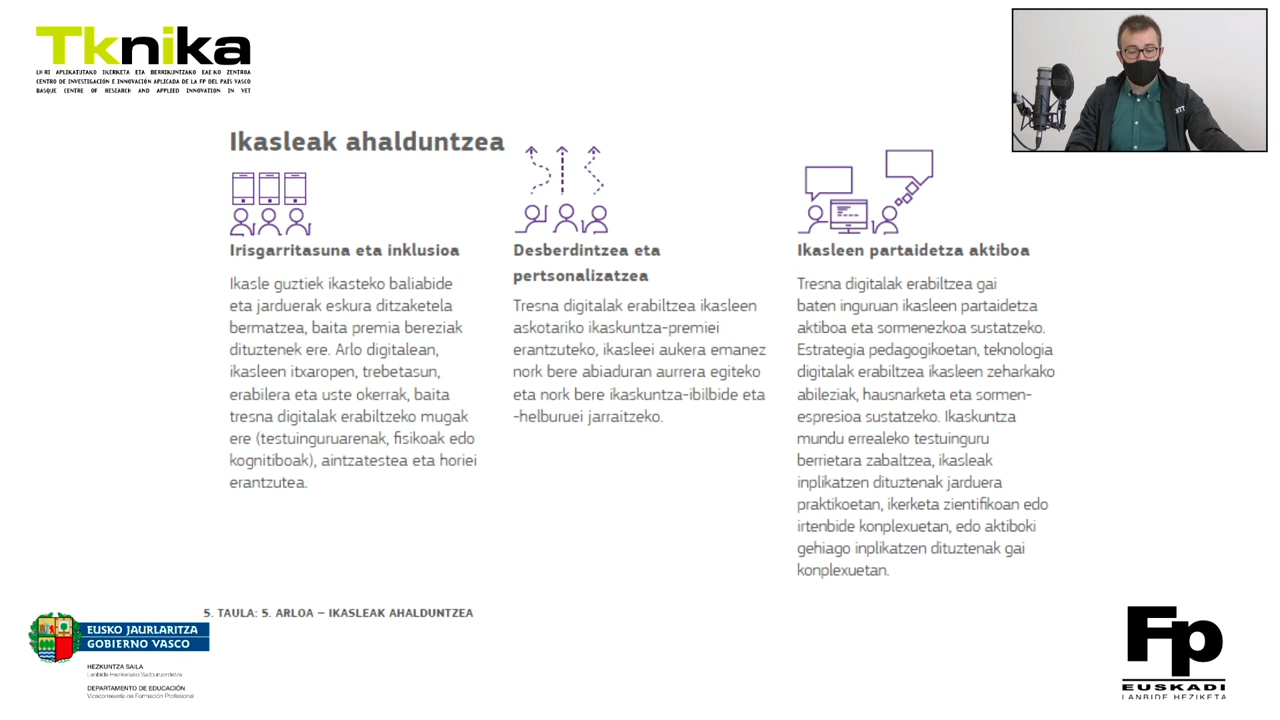 Tknika
LH-RI APLIKATUTAKO IKERKETA ETA BERRIKUNTZAKO EAEKO ZENTROA
CENTRO DE INVESTIGACIÓN E INNOVACIÓN APLICADA DE LA FP DEL PAÍS VASCO
BASQUE CENTRE OF RESEARCH AND APPLIED INNOVATION IN VET
Ikasleak ahalduntzea
Irisgarritasuna eta inklusioa
Ikasle guztiek ikasteko baliabide
eta jarduerak eskura ditzaketela
bermatzea, baita premia bereziak
dituztenek ere. Arlo digitalean,
ikasleen itxaropen, trebetasun,
erabilera eta uste okerrak, baita
tresna digitalak erabiltzeko mugak
ere (testuinguruarenak, fisikoak edo
kognitiboak), aintzatestea eta horiei
erantzutea.
Desberdintzea eta
pertsonalizatzea
Tresna digitalak erabiltzea ikasleen
askotariko ikaskuntza-premiei
erantzuteko, ikasleei aukera emanez
nork bere abiaduran aurrera egiteko
eta nork bere ikaskuntza-ibilbide eta
-helburuei jarraitzeko.
Ikasleen partaidetza aktiboa
Tresna digitalak erabiltzea gai
baten inguruan ikasleen partaidetza
aktiboa eta sormenezkoa sustatzeko.
Estrategia pedagogikoetan, teknologia
digitalak erabiltzea ikasleen zeharkako
abileziak, hausnarketa eta sormen-
espresioa sustatzeko. Ikaskuntza
mundu errealeko testuinguru
berrietara zabaltzea, ikasleak
inplikatzen dituztenak jarduera
praktikoetan, ikerketa zientifikoan edo
irtenbide konplexuetan, edo aktiboki
gehiago inplikatzen dituztenak gai
konplexuetan.
5. TAULA: 5. ARLOA – IKASLEAK AHALDUNTZEA
EUSKO JAURLARITZA
GOBIERNO VASCO
HEZKUNTZA SAILA
Lanbide Heziketako Sailburuordetza
DEPARTAMENTO DE EDUCACIÓN
Viceconsejería de Formación Profesional
Fp
EUSKADI
LANBIDE HEZIKETA